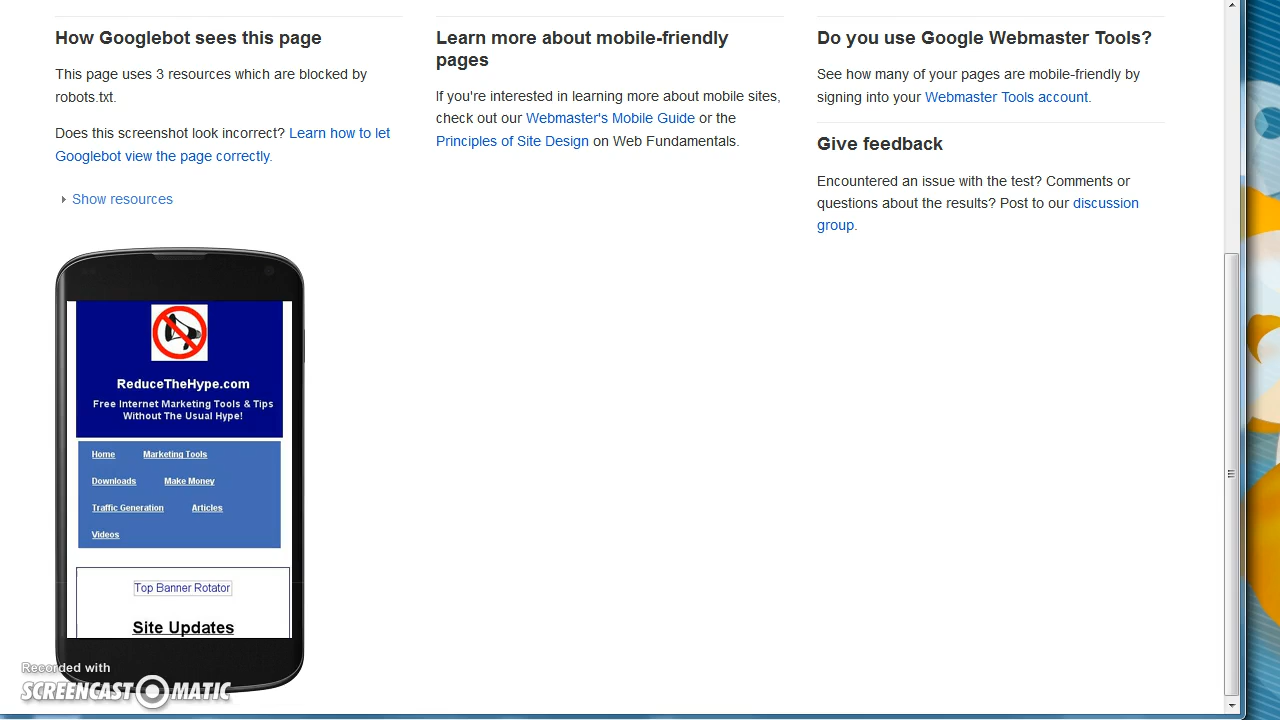 How Googlebot sees this page
This page uses 3 resources which are blocked by
robots.txt.
Does this screenshot look incorrect? Learn how to let
Googlebot view the page correctly.
Show resources
Learn more about mobile-friendly
pages
If you're interested in learning more about mobile sites,
check out our Webmaster's Mobile Guide or the
Principles of Site Design on Web Fundamentals.
Do you use Google Webmaster Tools?
See how many of your pages are mobile-friendly by
signing into your Webmaster Tools account.
Give feedback
Encountered an issue with the test? Comments or
questions about the results? Post to our discussion
group.
ReduceTheHype.com
Free Internet Marketing Tools & Tips
Without The Usual Hype!
Home Marketing Tools
Downloads Make Money
Traffic Generation Articles
Videos
Top Banner Rotator
Site Updates
Recorded with
SCREENCAST-O-MATIC